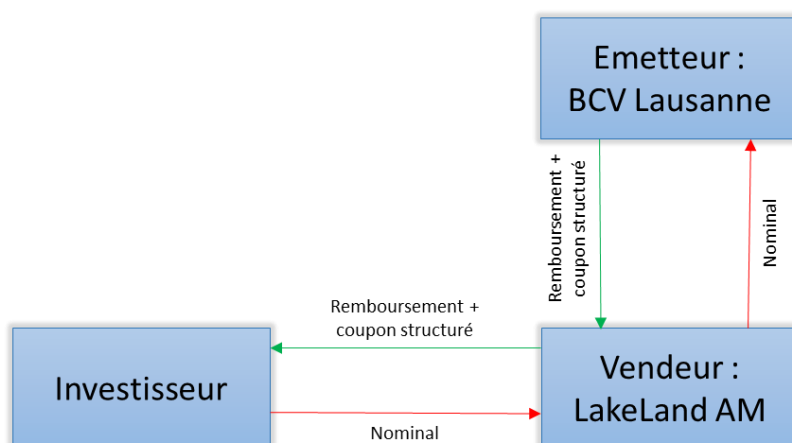 Emetteur :
BCV Lausanne
Remboursement +
coupon structuré
Nominal
Remboursement +
coupon structuré
Investisseur
Vendeur :
LakeLand AM
Nominal